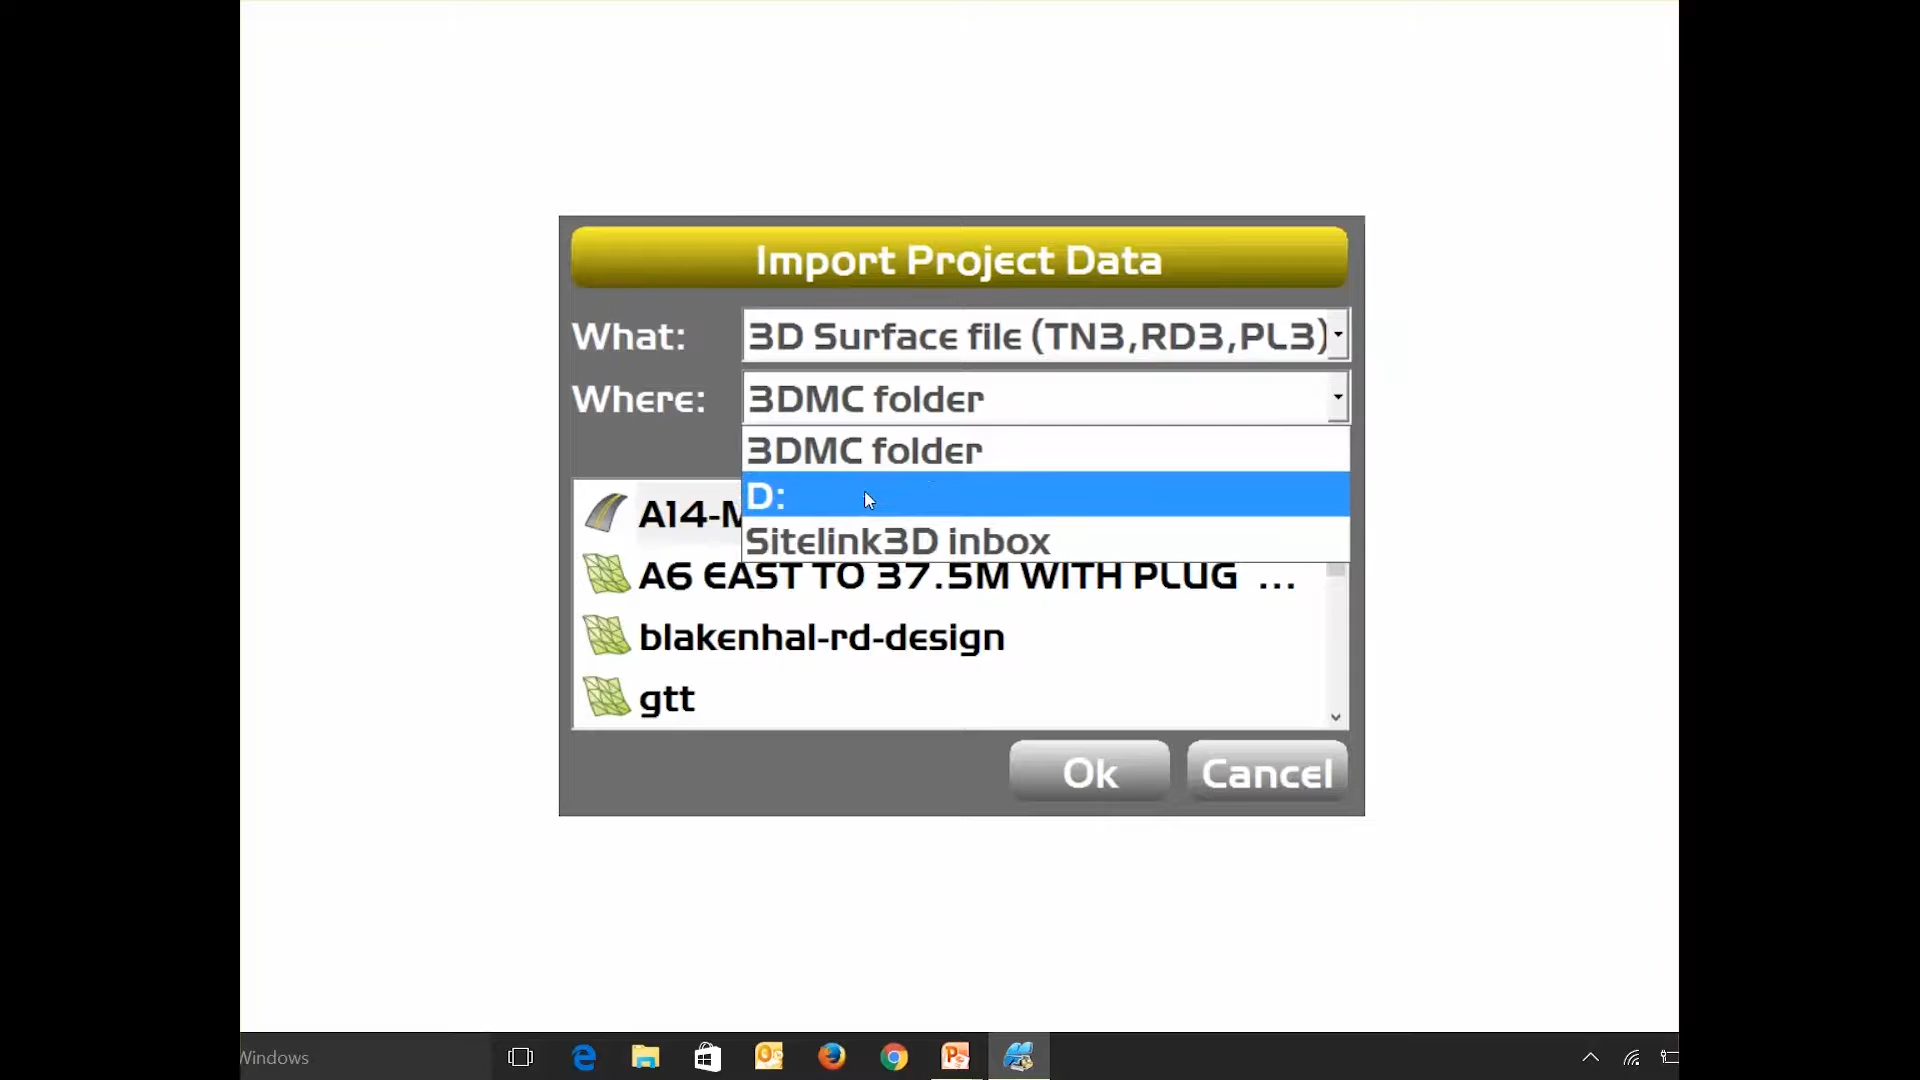 Import Project Data
What: 3D Surface file (TN3,RD3,PL3)
Where: 3DMC folder
3DMC folder
D:
Sitelink3D inbox
A14-
A6 EAST TO 37.5M WITH PLUG ...
blakenhal-rd-design
gtt
Ok Cancel
Windows